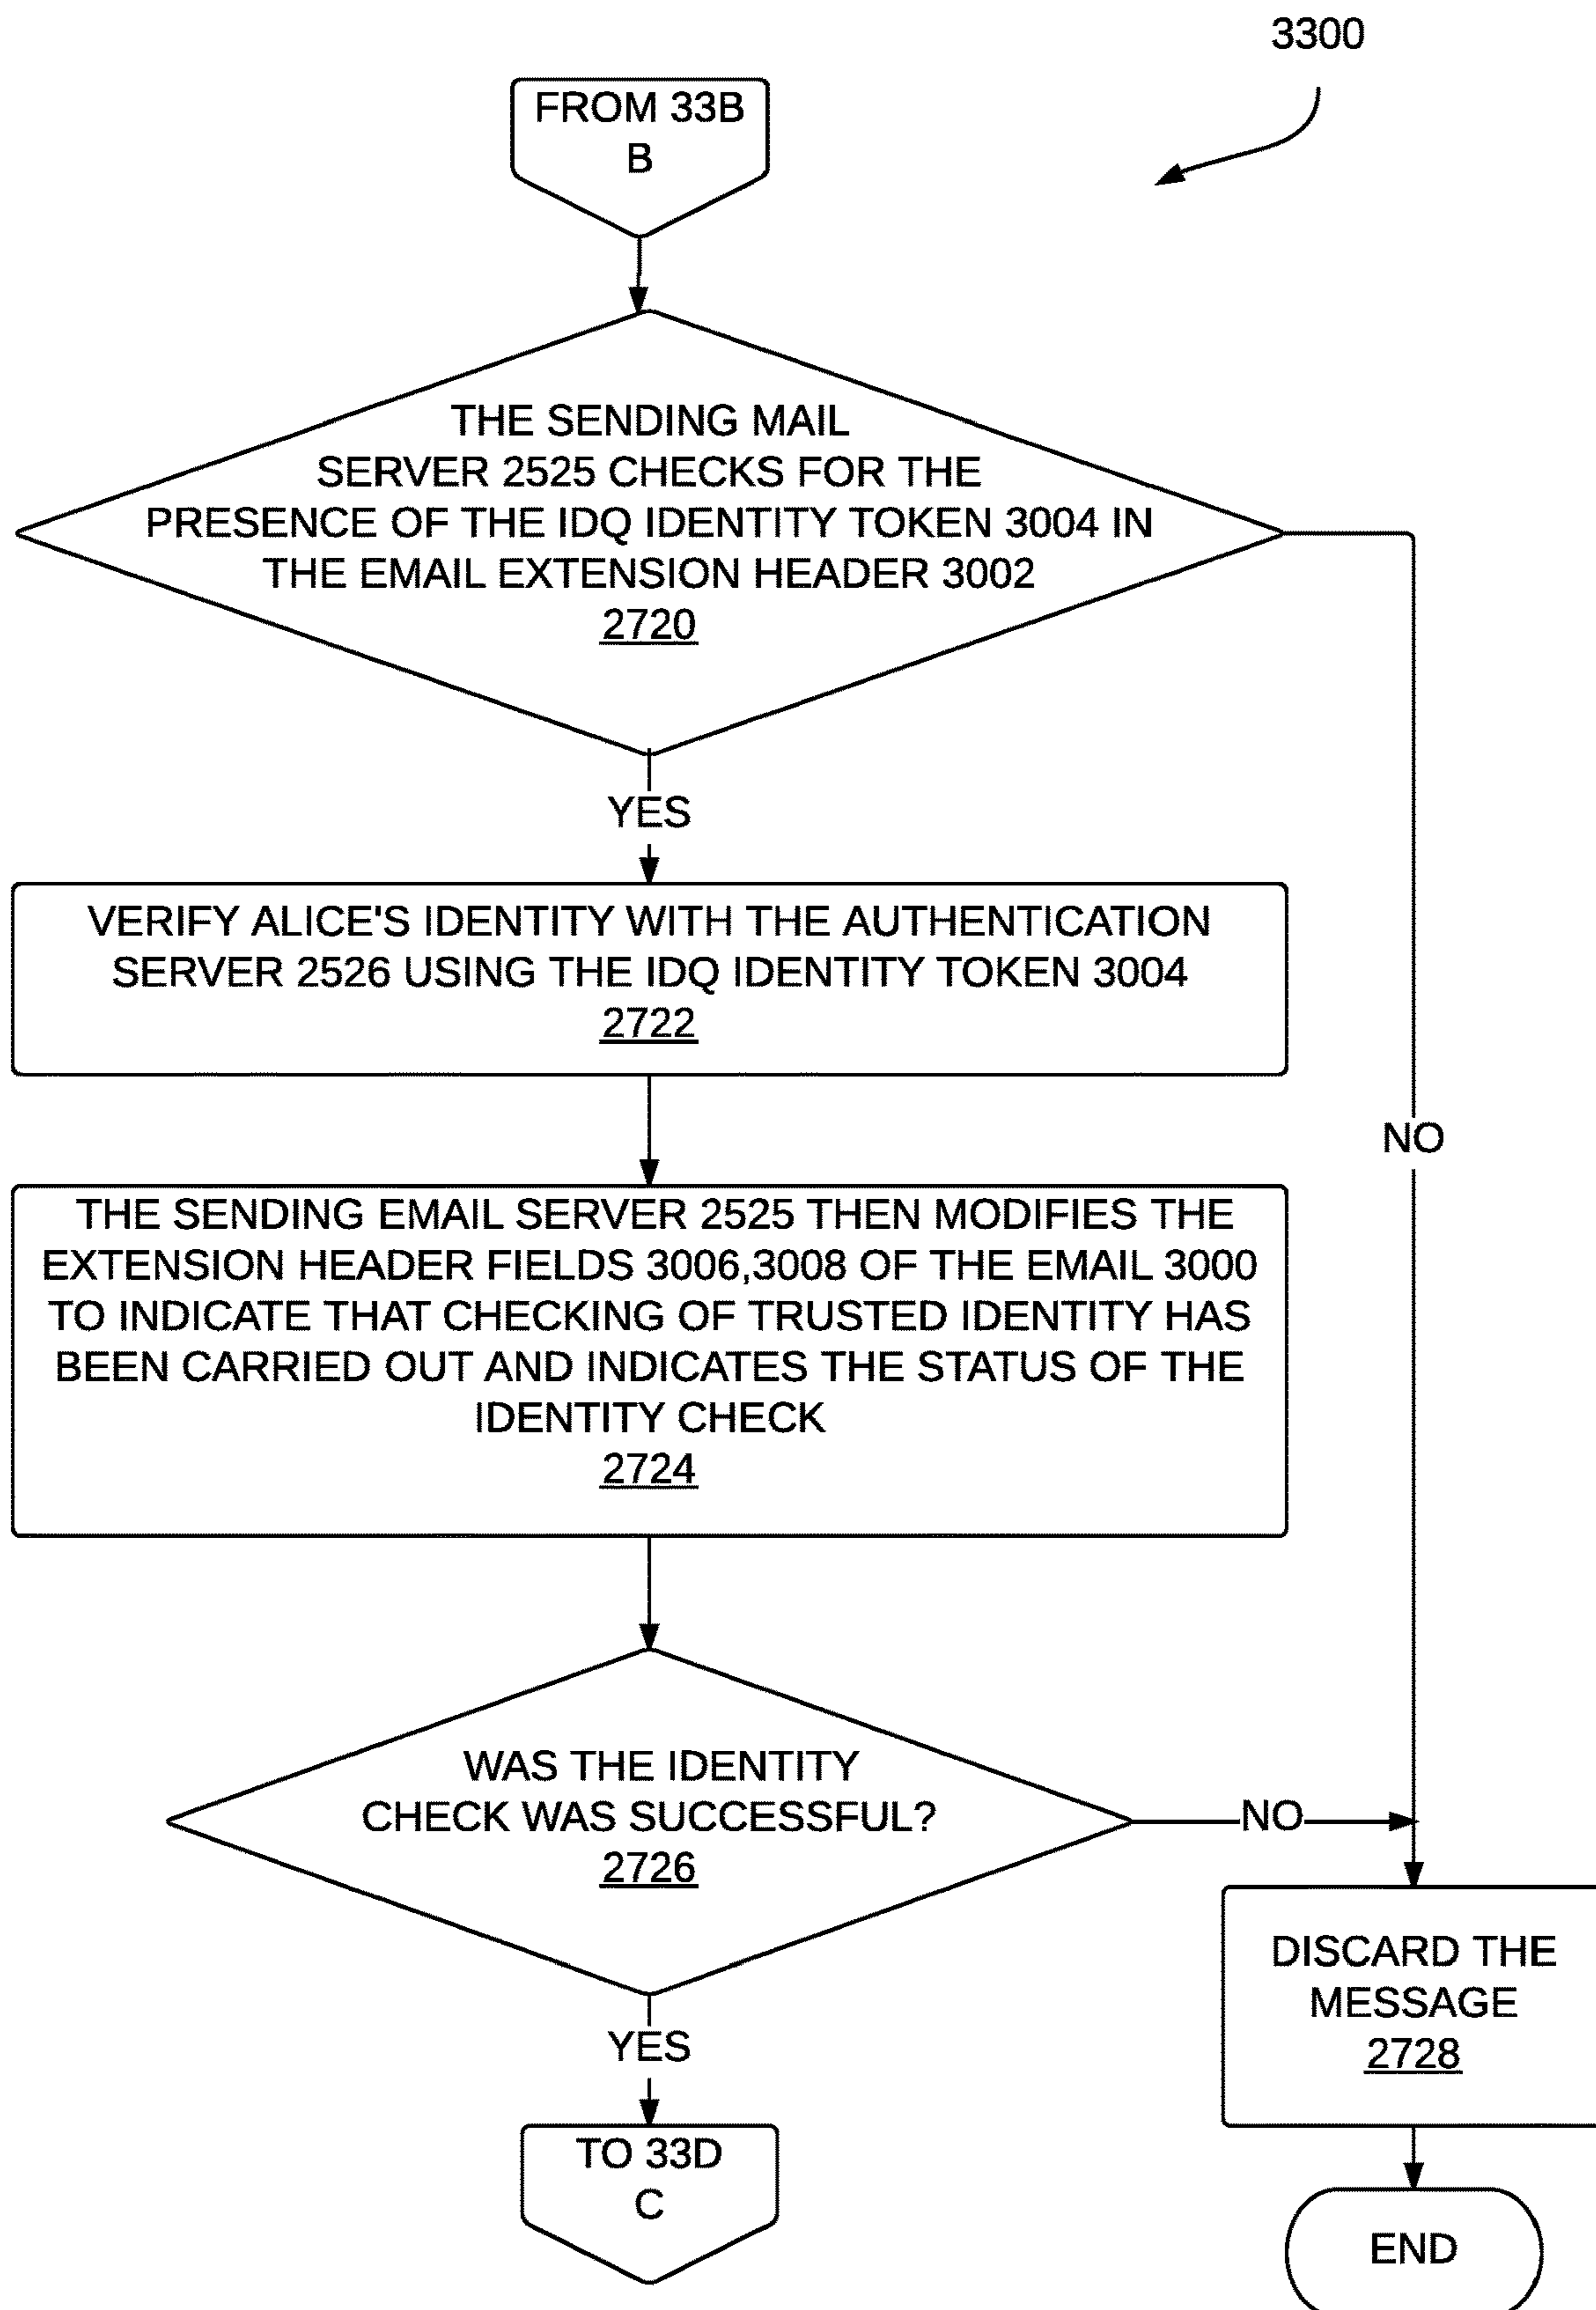 3300
FROM 33B
B
THE SENDING MAIL
SERVER 2525 CHECKS FOR THE
PRESENCE OF THE IDQ IDENTITY TOKEN 3004 IN
THE EMAIL EXTENSION HEADER 3002
2720
YES
VERIFY ALICE'S IDENTITY WITH THE AUTHENTICATION
SERVER 2526 USING THE IDQ IDENTITY TOKEN 3004
2722
NO
THE SENDING EMAIL SERVER 2525 THEN MODIFIES THE
EXTENSION HEADER FIELDS 3006,3008 OF THE EMAIL 3000
TO INDICATE THAT CHECKING OF TRUSTED IDENTITY HAS
BEEN CARRIED OUT AND INDICATES THE STATUS OF THE
IDENTITY CHECK
2724
WAS THE IDENTITY
CHECK WAS SUCCESSFUL?
2726
NO
DISCARD THE
MESSAGE
2728
YES
TO 33D
C
END